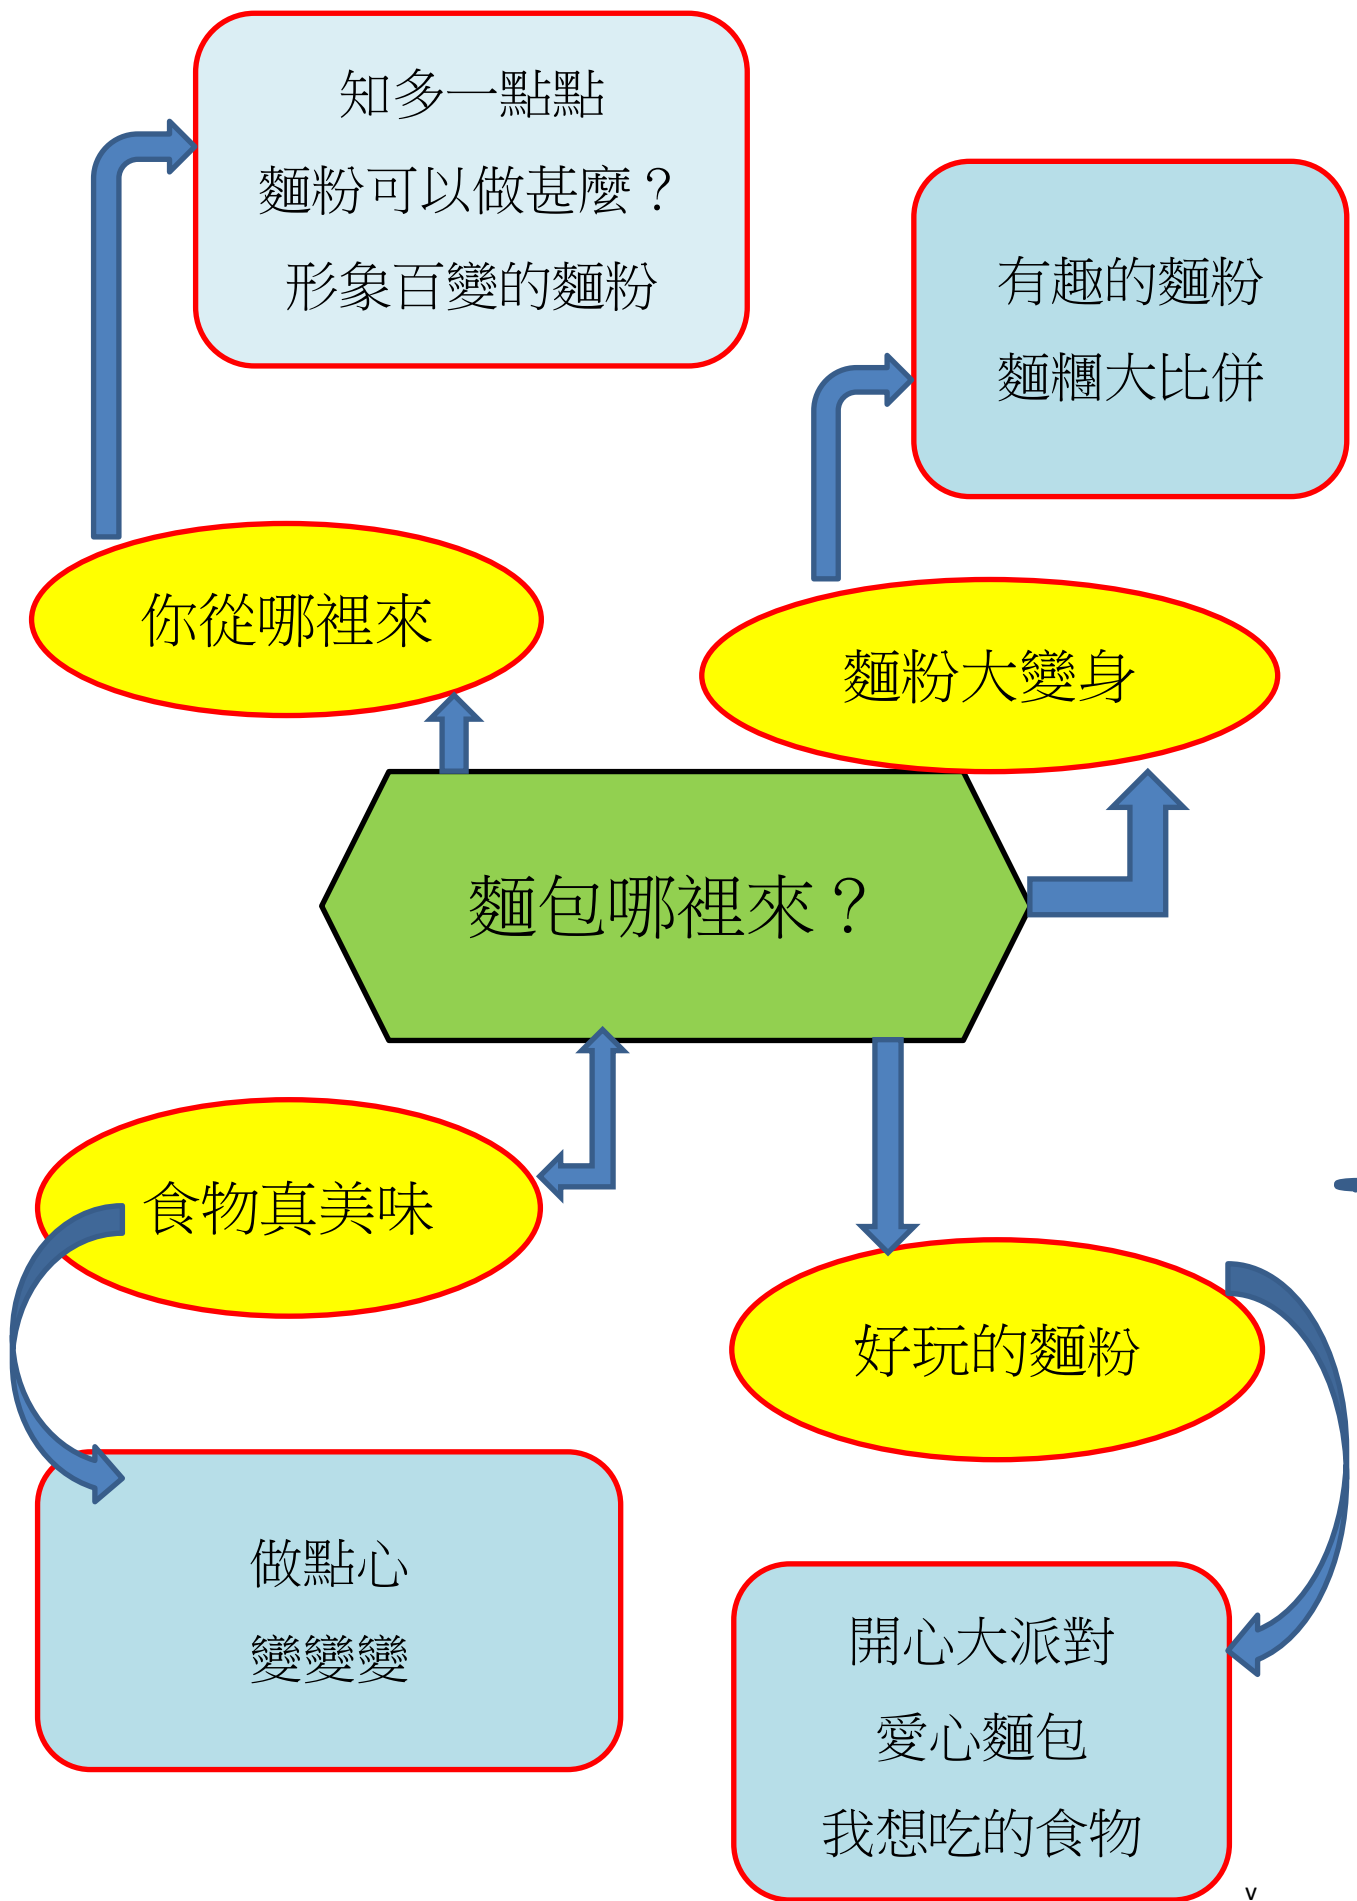 知多一點點
麵粉可以做甚麼？
形象百變的麵粉
有趣的麵粉
麵糰大比併
你從哪裡來
麵粉大變身
麵包哪裡來？
食物真美味
好玩的麵粉
做點心
變變變
開心大派對
愛心麵包
我想吃的食物
v